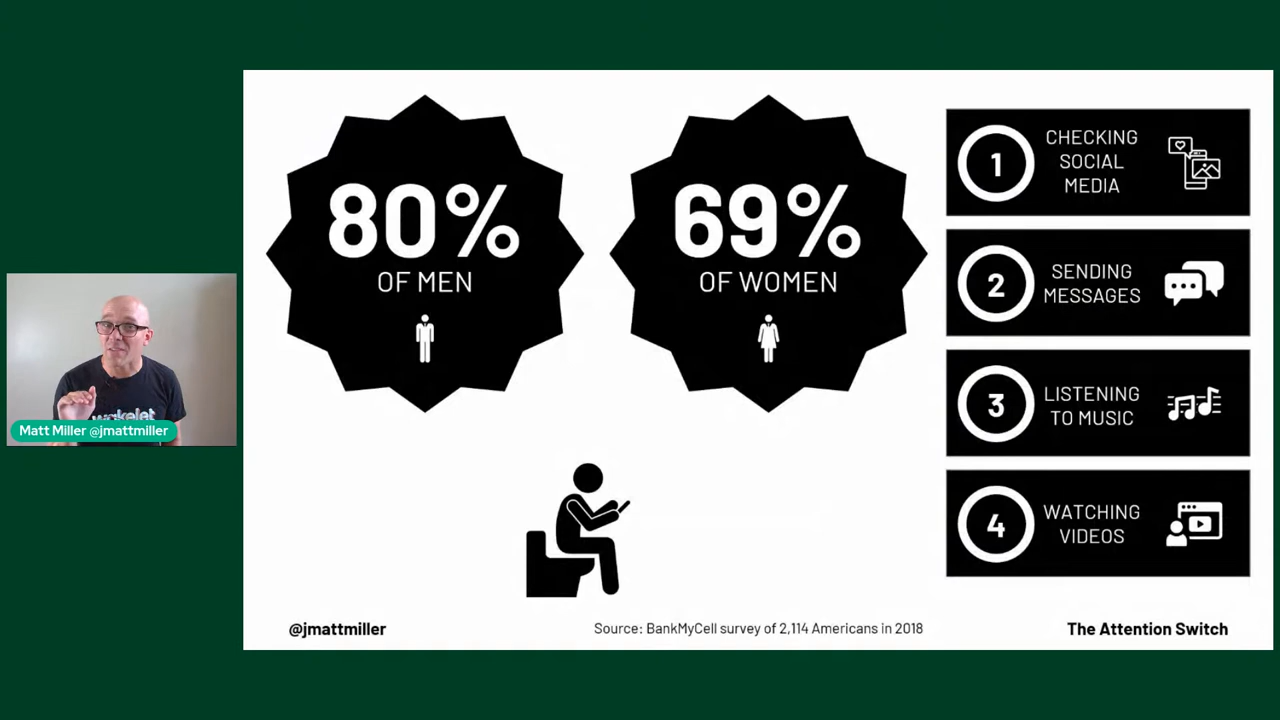 80%
OF MEN
69%
OF WOMEN
1
CHECKING
SOCIAL
MEDIA
2
SENDING
MESSAGES
3
LISTENING
TO MUSIC
4
WATCHING
VIDEOS
wakelet
Matt Miller @jmattmiller
@jmattmiller
Source: BankMyCell survey of 2,114 Americans in 2018
The Attention Switch